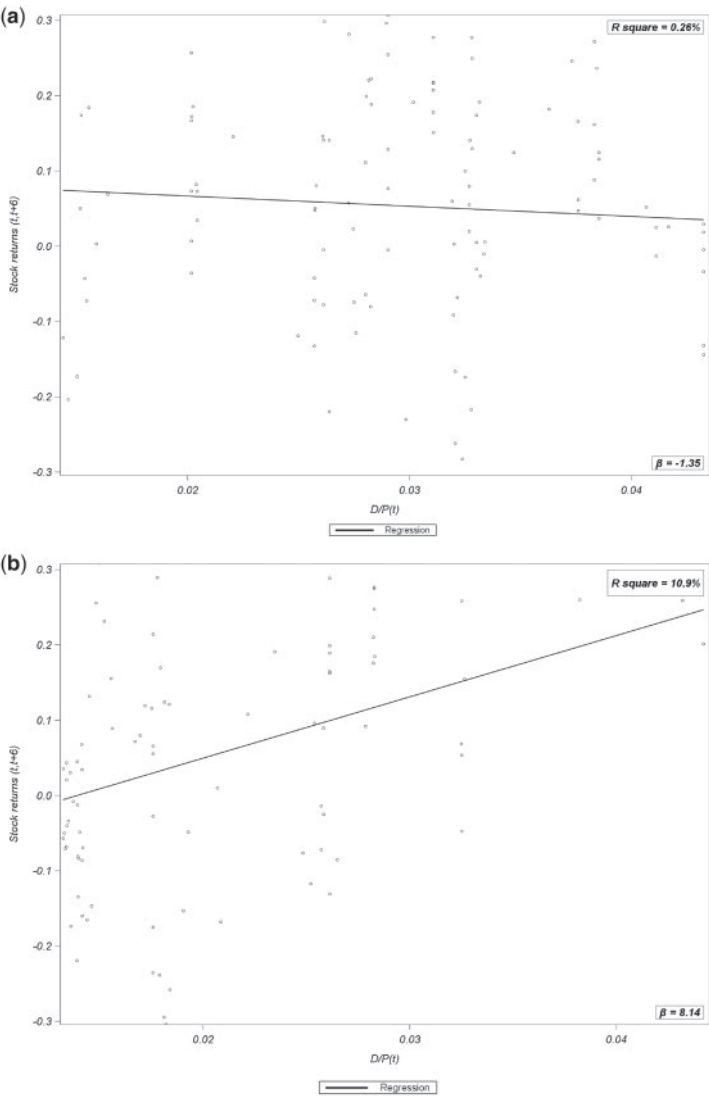 (a)
R square = 0.26%
0.3
0.2
0.1
0.0
-0.1
-0.2
-0.3
Stock returns (t,t+6)
β = -1.35
0.02 0.03 0.04
D/P(t)
Regression
(b)
R square = 10.9%
0.3
0.2
0.1
0.0
-0.1
-0.2
-0.3
Stock returns (t,t+6)
β = 8.14
0.02 0.03 0.04
D/P(t)
Regression